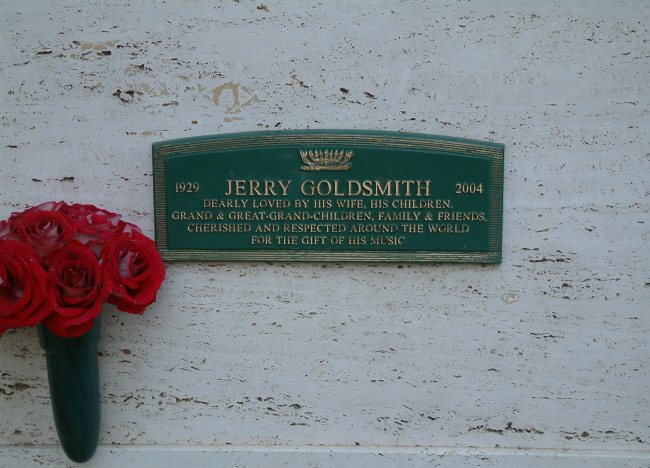 1929 JERRY GOLDSMITH 2004
DEARLY LOVED BY HIS WIFE, HIS CHILDREN,
GRAND & GREAT-GRAND-CHILDREN, FAMILY & FRIENDS.
CHERISHED AND RESPECTED AROUND THE WORLD
FOR THE GIFT OF HIS MUSIC